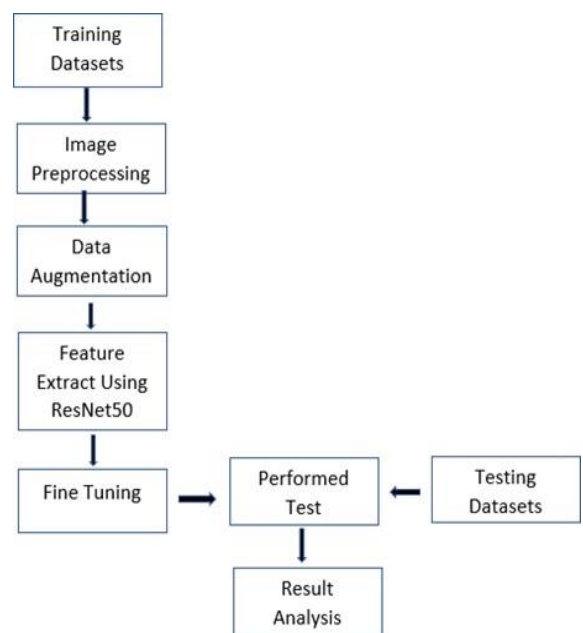 Training
Datasets
Image
Preprocessing
Data
Augmentation
Feature
Extract Using
ResNet50
Fine Tuning
Performed
Test
Testing
Datasets
Result
Analysis